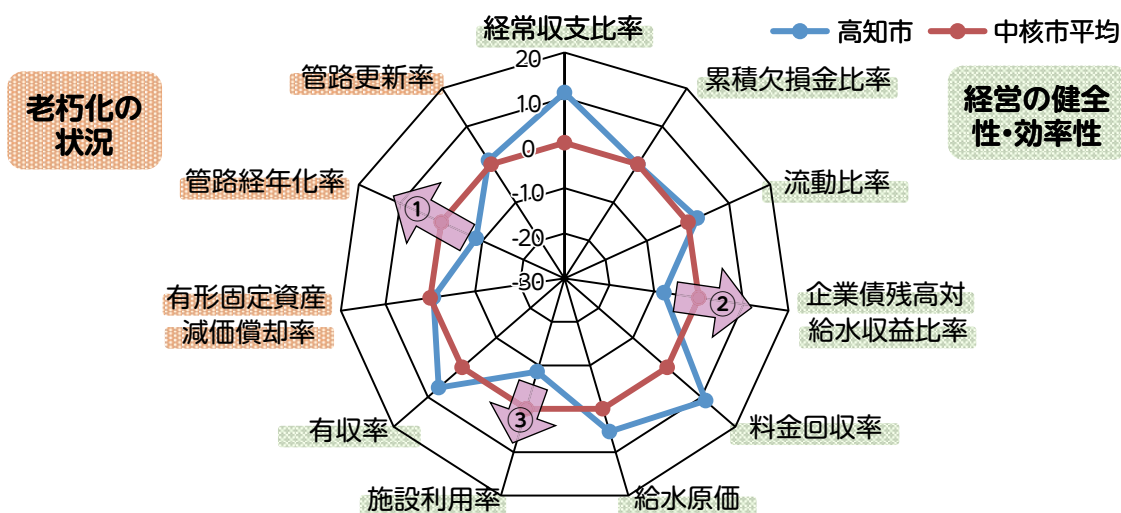 経常収支比率
高知市
中核市平均
管路更新率
累積欠損金比率
老朽化の
状況
経営の健全
性・効率性
管路経年化率
流動比率
有形固定資産
減価償却率
企業債残高対
給水収益比率
有収率
料金回収率
施設利用率
給水原価
20
10
0
-10
-20
-30
①
②
③